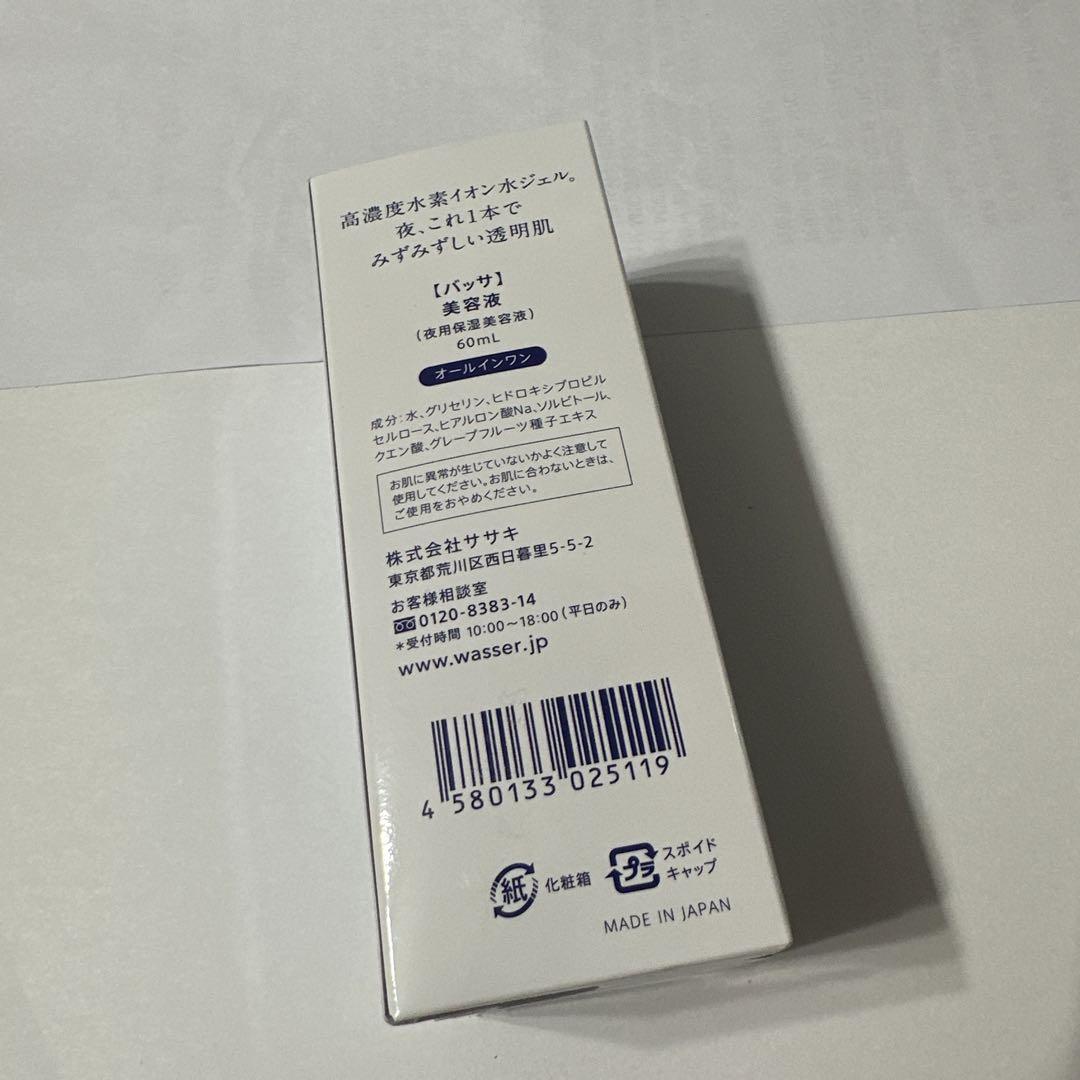 高濃度水素イオン水ジェル。
夜、これ1本で
みずみずしい透明肌
【バッサ】
美容液
(夜用保湿美容液)
60mL
オールインワン
成分:水、グリセリン、ヒドロキシプロピル
セルロース、ヒアルロン酸Na、ソルビトール、
クエン酸、グレープフルーツ種子エキス
お肌に異常が生じていないかよく注意して
使用してください。お肌に合わないときは、
ご使用をおやめください。
株式会社ササキ
東京都荒川区西日暮里5-5-2
お客様相談室
0120-8383-14
*受付時間 10:00〜18:00(平日のみ)
www.wasser.jp
4 580133 025119
紙 化粧箱 プラ スポイド
キャップ
MADE IN JAPAN